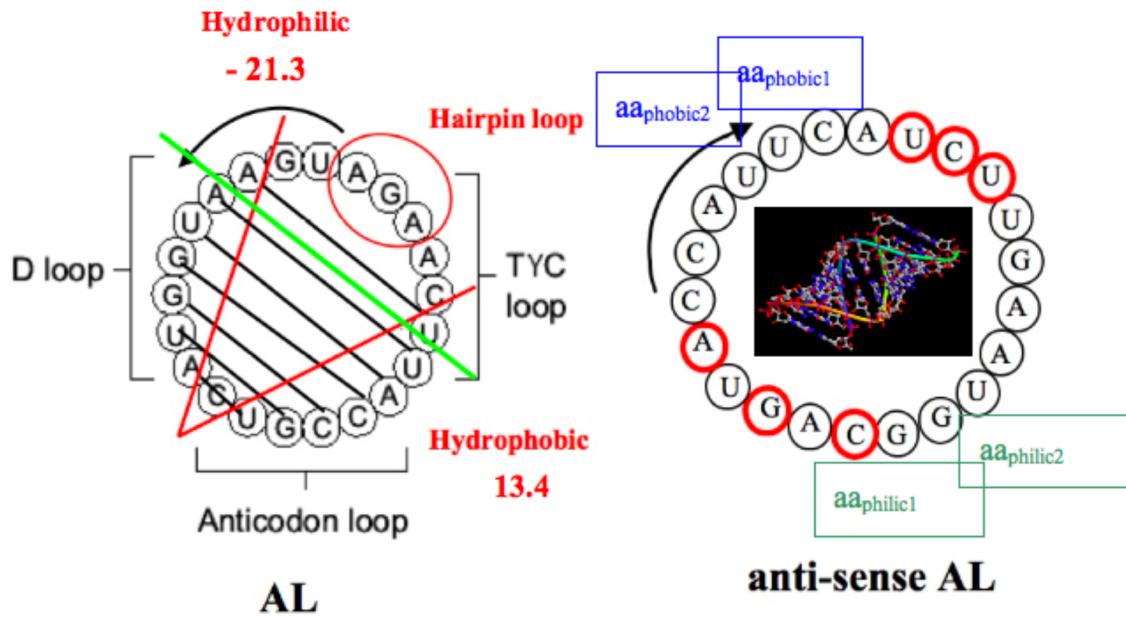 Hydrophilic
- 21.3
Hairpin loop
D loop
TYC
loop
Hydrophobic
13.4
Anticodon loop
AL
A A G U A G A A C U U A C C G U C A U G G U
aaphobic1
aaphobic2
A U C U U G A A U G G C A G U A C C A U U C
aaphilic2
aaphilic1
anti-sense AL